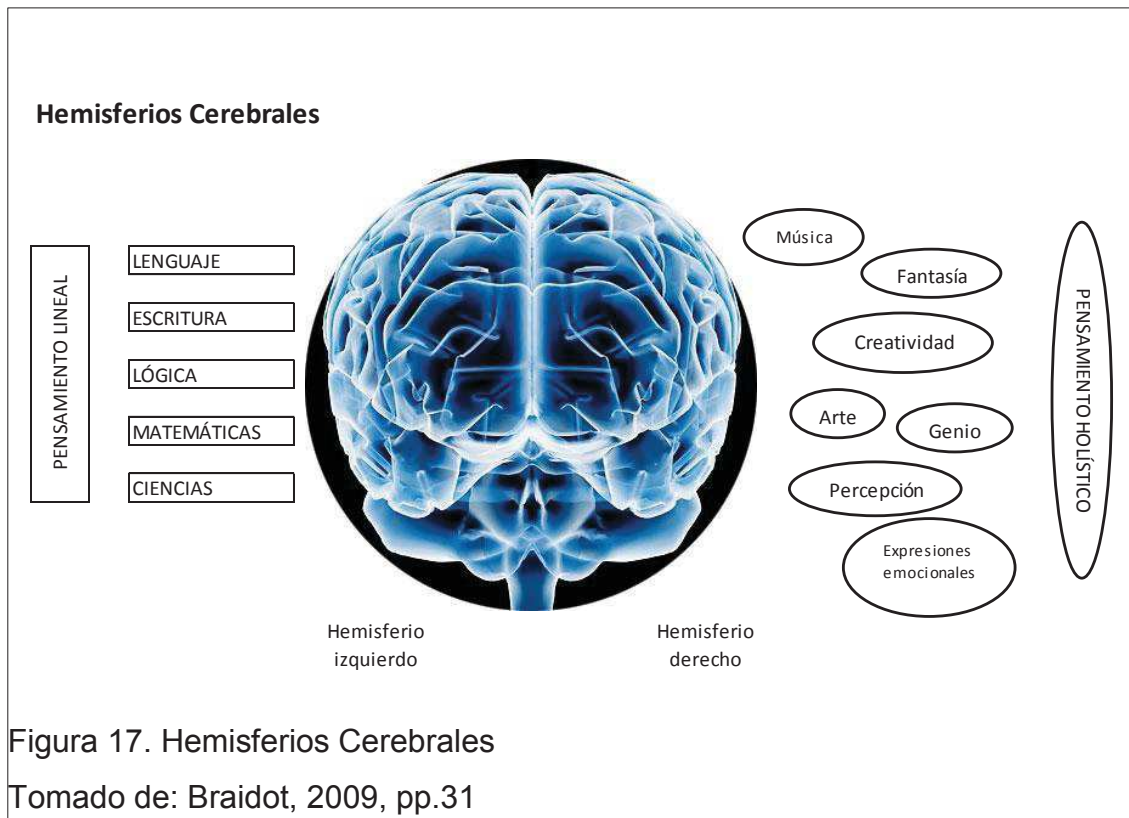 Hemisferios Cerebrales
PENSAMIENTO LINEAL
LENGUAJE
ESCRITURA
LÓGICA
MATEMÁTICAS
CIENCIAS
Música
Fantasía
Creatividad
Arte
Genio
Percepción
Expresiones
emocionales
PENSAMIENTO HOLÍSTICO
Hemisferio
izquierdo
Hemisferio
derecho
Figura 17. Hemisferios Cerebrales
Tomado de: Braidot, 2009, pp.31